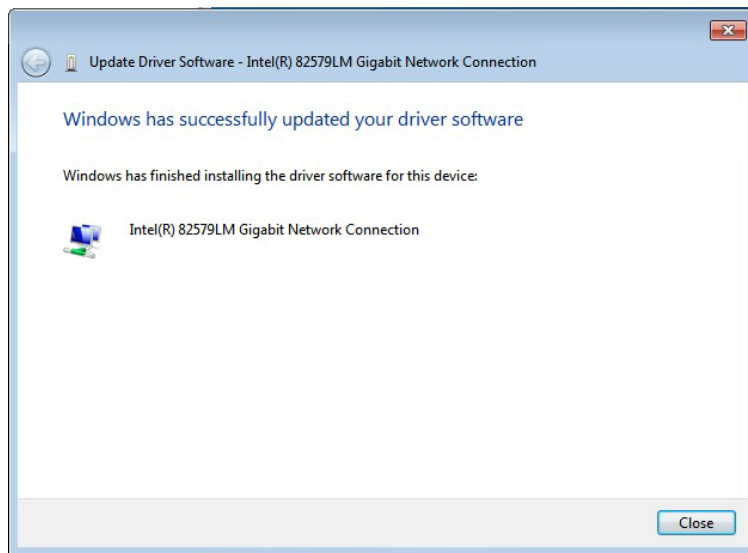 Update Driver Software - Intel(R) 82579LM Gigabit Network Connection
Windows has successfully updated your driver software
Windows has finished installing the driver software for this device:
Intel(R) 82579LM Gigabit Network Connection
Close